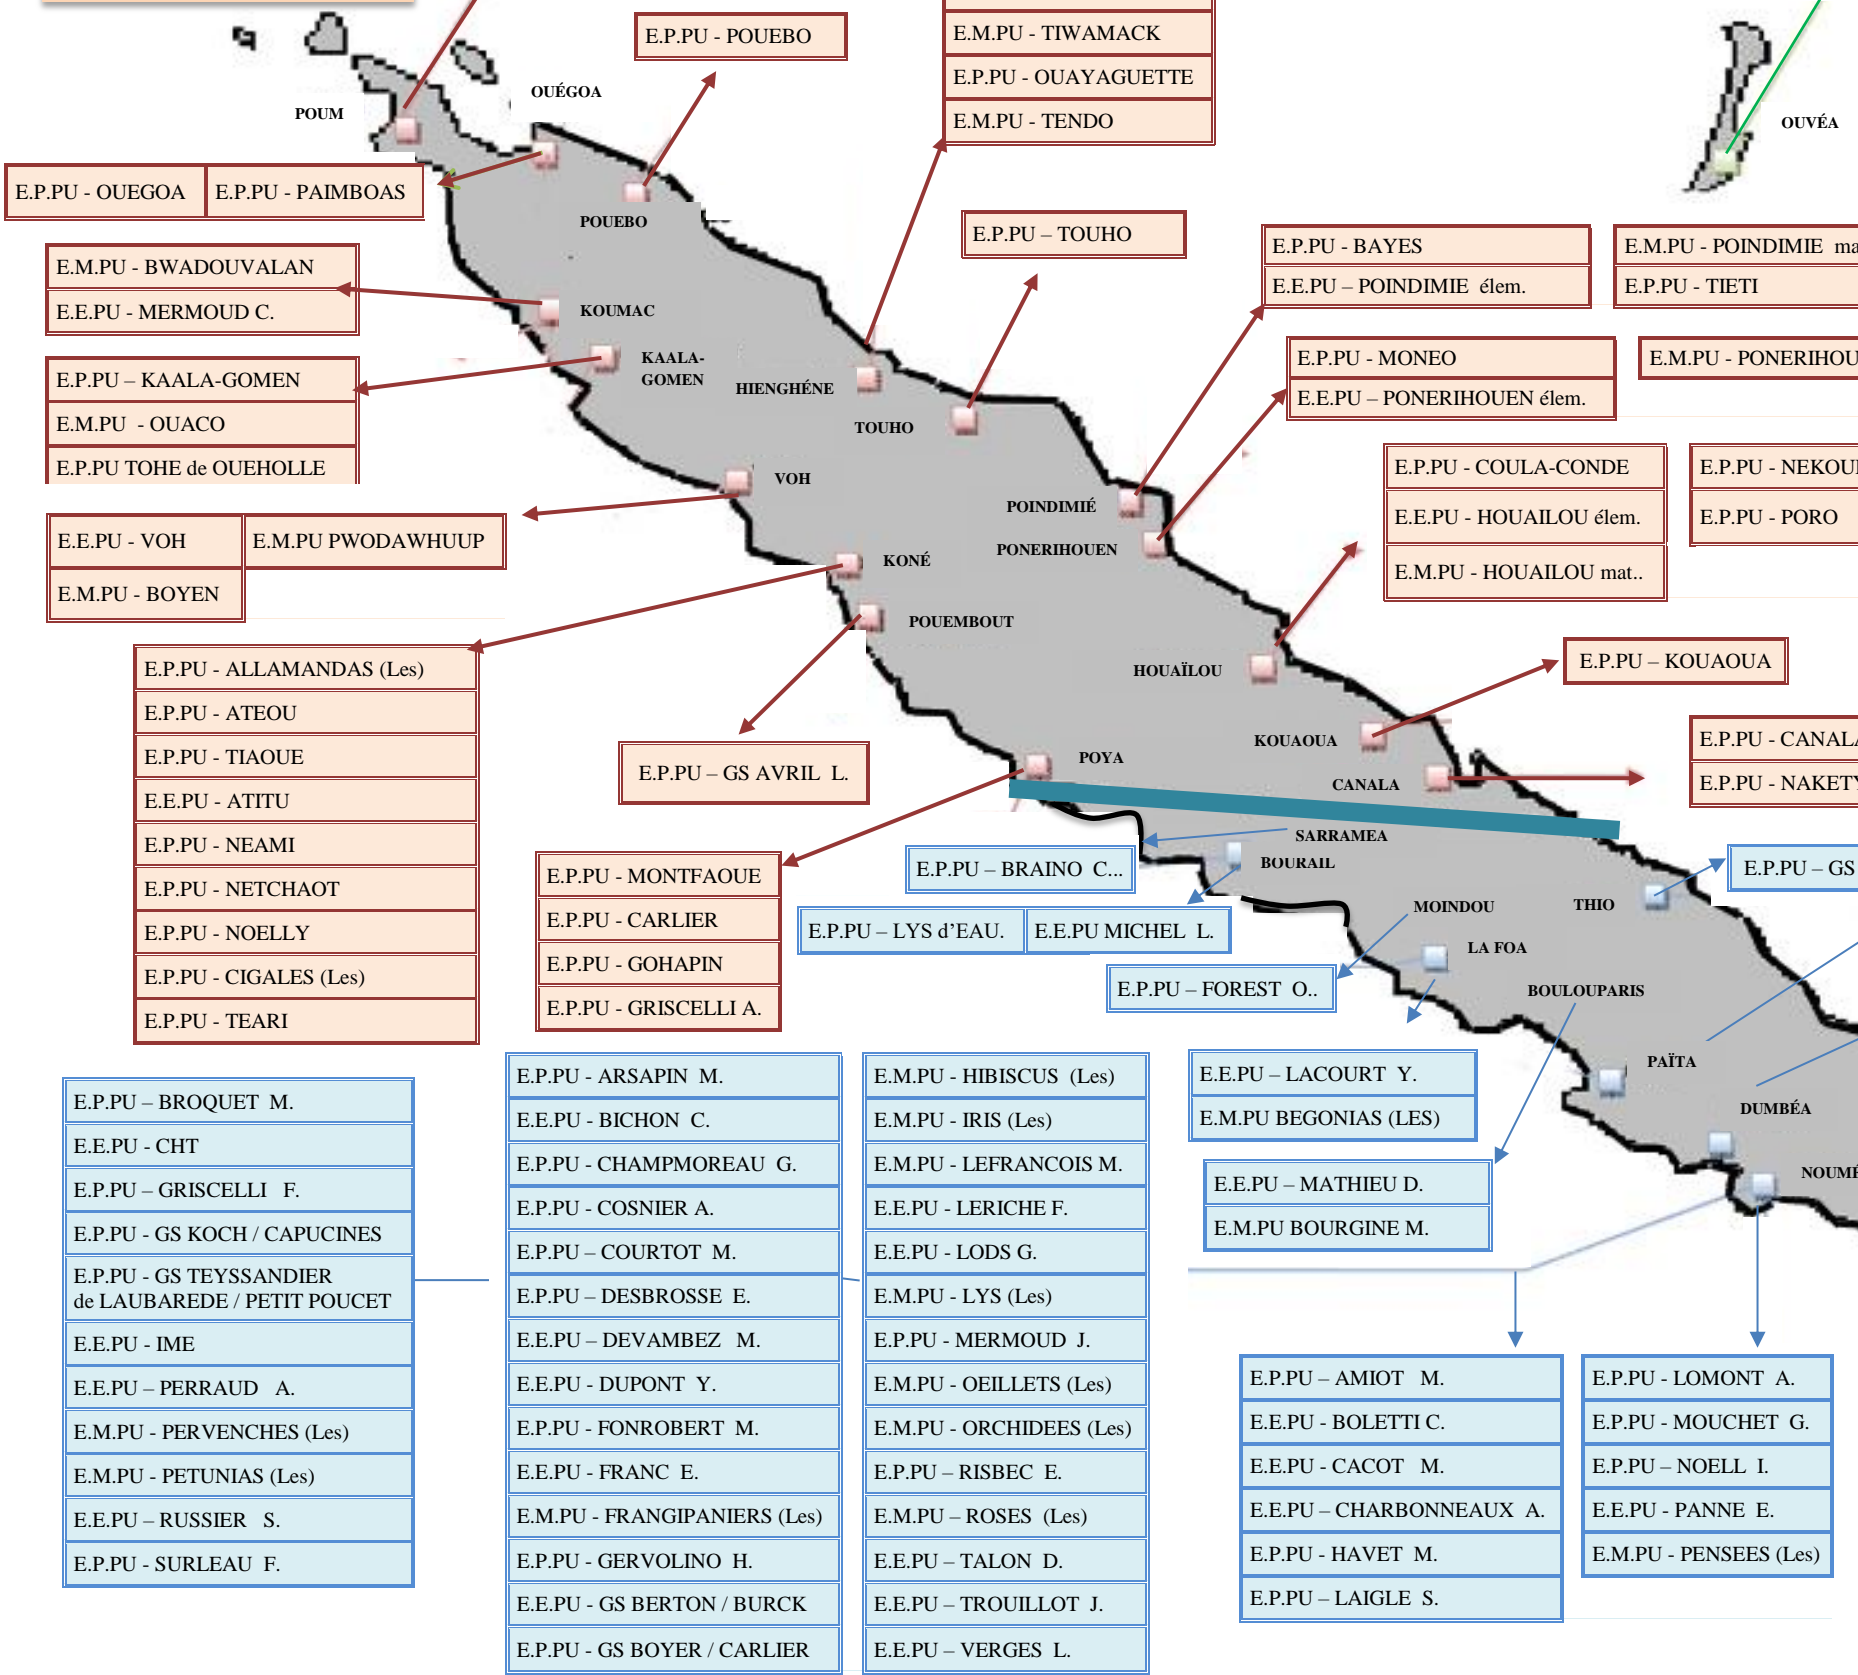 E.P.PU - POUEBO
E.M.PU - TIWAMACK
E.P.PU - OUAYAGUETTE
E.M.PU - TENDO
OUÉGOA
POUM
OUVÉA
E.P.PU - OUEGOA
E.P.PU - PAIMBOAS
POUEBO
E.P.PU – TOUHO
E.P.PU - BAYES
E.E.PU – POINDIMIE élem.
E.M.PU - POINDIMIE ma
E.P.PU - TIETI
E.M.PU - BWADOUVALAN
E.E.PU - MERMOUD C.
KOUMAC
KAALA-
GOMEN
HIENGHÉNE
TOUHO
E.P.PU - MONEO
E.E.PU – PONERIHOUEN élem.
E.M.PU - PONERIHOU
E.P.PU – KAALA-GOMEN
E.M.PU - OUACO
E.P.PU TOHE de OUEHOLLE
VOH
POINDIMIÉ
PONERIHOUEN
E.P.PU - COULA-CONDE
E.E.PU - HOUAILOU élem.
E.M.PU - HOUAILOU mat..
E.P.PU - NEKOU
E.P.PU - PORO
E.E.PU - VOH
E.M.PU PWODAWHUUP
E.M.PU - BOYEN
KONÉ
POUEMBOUT
HOUAÏLOU
E.P.PU – KOUAOUA
E.P.PU - ALLAMANDAS (Les)
E.P.PU - ATEOU
E.P.PU - TIAOUE
E.E.PU - ATITU
E.P.PU - NEAMI
E.P.PU - NETCHAOT
E.P.PU - NOELLY
E.P.PU - CIGALES (Les)
E.P.PU - TEARI
E.P.PU – GS AVRIL L.
POYA
KOUAOUA
CANALA
E.P.PU - CANALA
E.P.PU - NAKETY
E.P.PU - MONTFAOUE
E.P.PU - CARLIER
E.P.PU - GOHAPIN
E.P.PU - GRISCELLI A.
SARRAMEA
BOURAIL
E.P.PU – BRAINO C...
E.P.PU – GS
E.P.PU – LYS d’EAU.
E.E.PU MICHEL L.
MOINDOU
THIO
LA FOA
E.P.PU – FOREST O..
BOULOUPARIS
PAÏTA
DUMBÉA
NOUMÉ
E.E.PU – LACOURT Y.
E.M.PU BEGONIAS (LES)
E.E.PU – MATHIEU D.
E.M.PU BOURGINE M.
E.P.PU – BROQUET M.
E.E.PU - CHT
E.P.PU – GRISCELLI F.
E.P.PU - GS KOCH / CAPUCINES
E.P.PU - GS TEYSSANDIER
de LAUBAREDE / PETIT POUCET
E.E.PU - IME
E.E.PU – PERRAUD A.
E.M.PU - PERVENCHES (Les)
E.M.PU - PETUNIAS (Les)
E.E.PU – RUSSIER S.
E.P.PU - SURLEAU F.
E.P.PU - ARSAPIN M.
E.E.PU - BICHON C.
E.P.PU - CHAMPMOREAU G.
E.P.PU - COSNIER A.
E.P.PU – COURTOT M.
E.P.PU – DESBROSSE E.
E.E.PU – DEVAMBEZ M.
E.E.PU - DUPONT Y.
E.P.PU - FONROBERT M.
E.E.PU - FRANC E.
E.M.PU - FRANGIPANIERS (Les)
E.P.PU - GERVOLINO H.
E.E.PU - GS BERTON / BURCK
E.P.PU - GS BOYER / CARLIER
E.M.PU - HIBISCUS (Les)
E.M.PU - IRIS (Les)
E.M.PU - LEFRANCOIS M.
E.E.PU - LERICHE F.
E.E.PU - LODS G.
E.M.PU - LYS (Les)
E.P.PU - MERMOUD J.
E.M.PU - OEILLETS (Les)
E.M.PU - ORCHIDEES (Les)
E.P.PU – RISBEC E.
E.M.PU – ROSES (Les)
E.E.PU – TALON D.
E.E.PU – TROUILLOT J.
E.E.PU – VERGES L.
E.P.PU – AMIOT M.
E.E.PU - BOLETTI C.
E.E.PU - CACOT M.
E.E.PU – CHARBONNEAUX A.
E.P.PU - HAVET M.
E.P.PU – LAIGLE S.
E.P.PU - LOMONT A.
E.P.PU - MOUCHET G.
E.P.PU – NOELL I.
E.E.PU - PANNE E.
E.M.PU - PENSEES (Les)